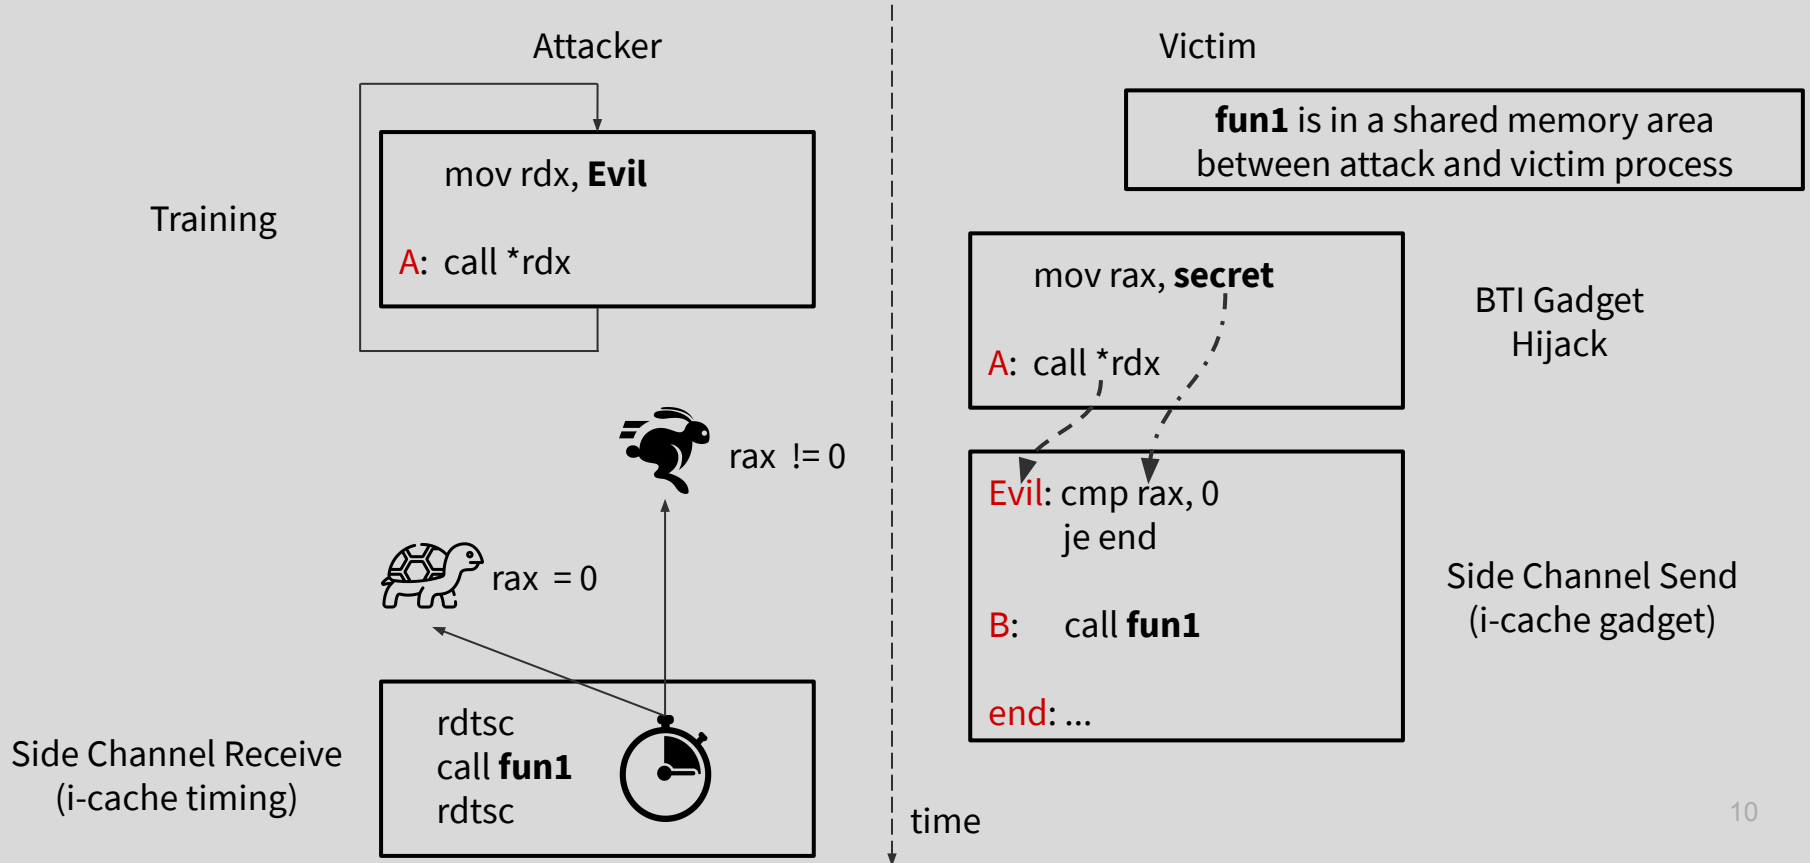 Attacker
Victim
fun1 is in a shared memory area
between attack and victim process
Training
mov rdx, Evil
A: call *rdx
mov rax, secret
A: call *rdx
BTI Gadget
Hijack
rax != 0
rax = 0
Evil: cmp rax, 0
je end
B: call fun1
end: ...
Side Channel Send
(i-cache gadget)
Side Channel Receive
(i-cache timing)
rdtsc
call fun1
rdtsc
time
10